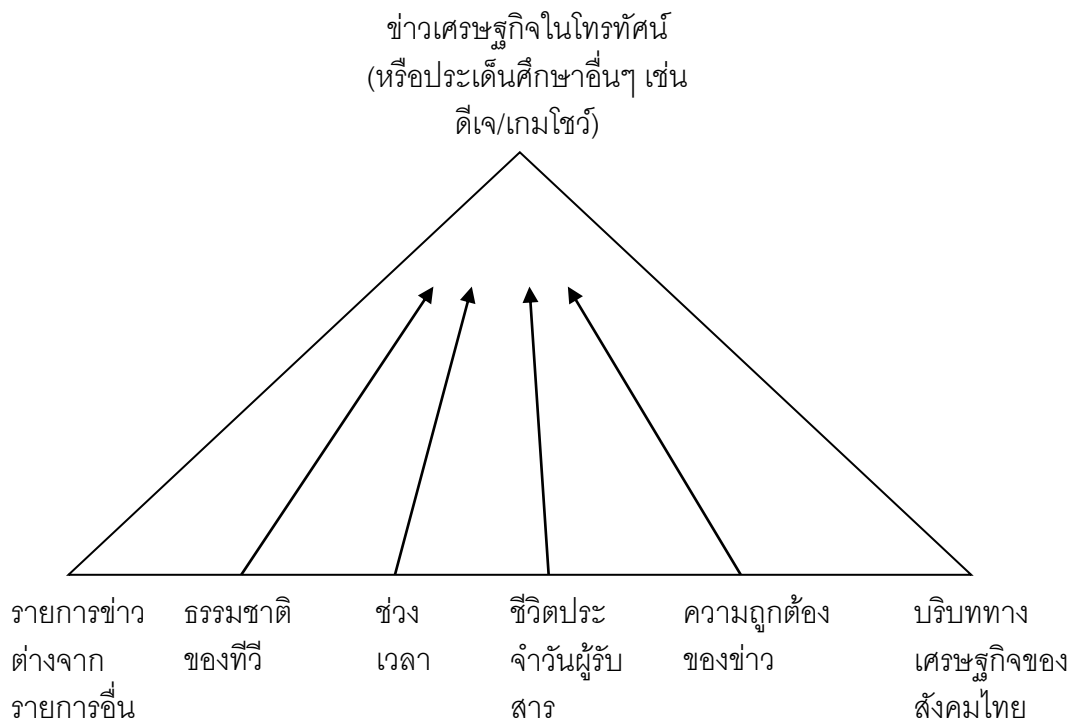 ข่าวเศรษฐกิจในโทรทัศน์
(หรือประเด็นศึกษาอื่นๆ เช่น
ดีเจ/เกมโชว์)
รายการข่าว
ต่างจาก
รายการอื่น
ธรรมชาติ
ของทีวี
ช่วง
เวลา
ชีวิตประ
จำวันผู้รับ
สาร
ความถูกต้อง
ของข่าว
บริบททาง
เศรษฐกิจของ
สังคมไทย